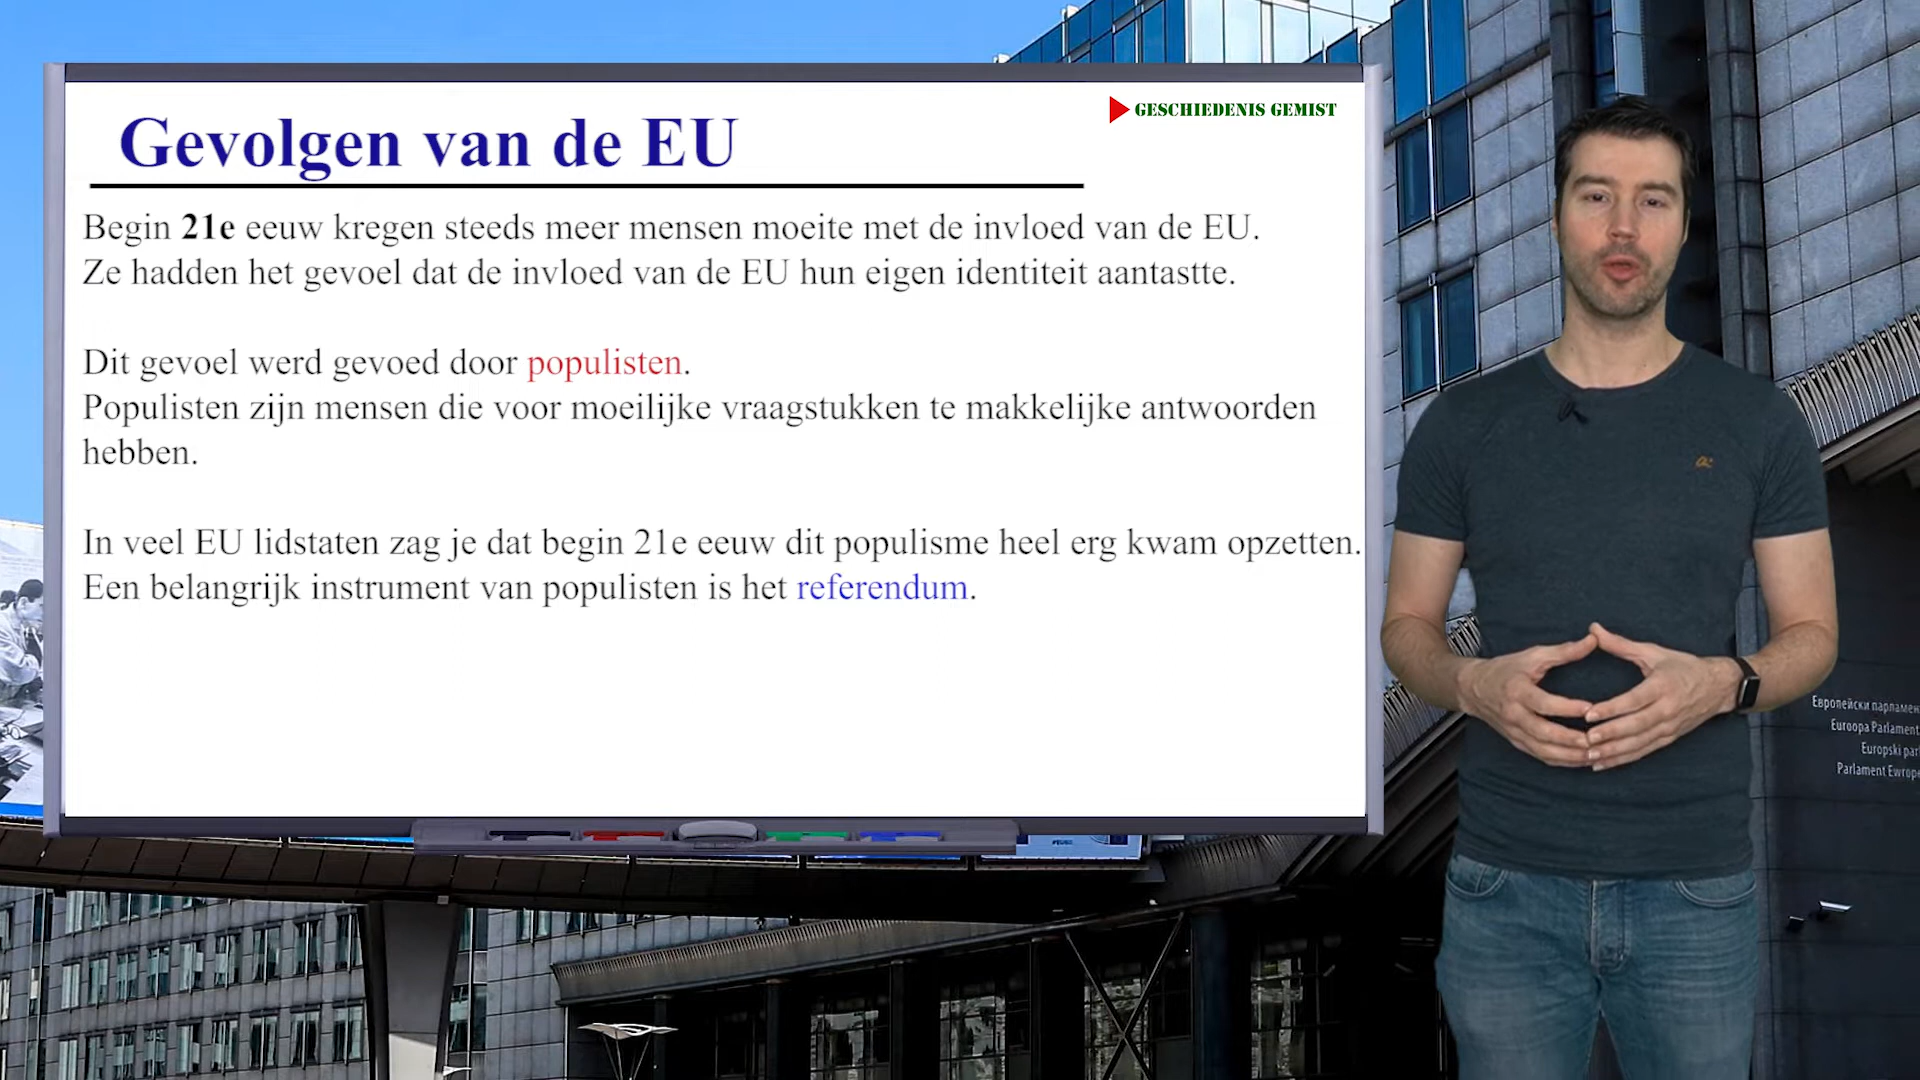 GESCHIEDENIS GEMIST
Gevolgen van de EU
Begin 21e eeuw kregen steeds meer mensen moeite met de invloed van de EU.
Ze hadden het gevoel dat de invloed van de EU hun eigen identiteit aantastte.
Dit gevoel werd gevoed door populisten.
Populisten zijn mensen die voor moeilijke vraagstukken te makkelijke antwoorden
hebben.
In veel EU lidstaten zag je dat begin 21e eeuw dit populisme heel erg kwam opzetten.
Een belangrijk instrument van populisten is het referendum.
Европейски парламен
Euroopa Parlament
Europski parl
Parlament Ewrope